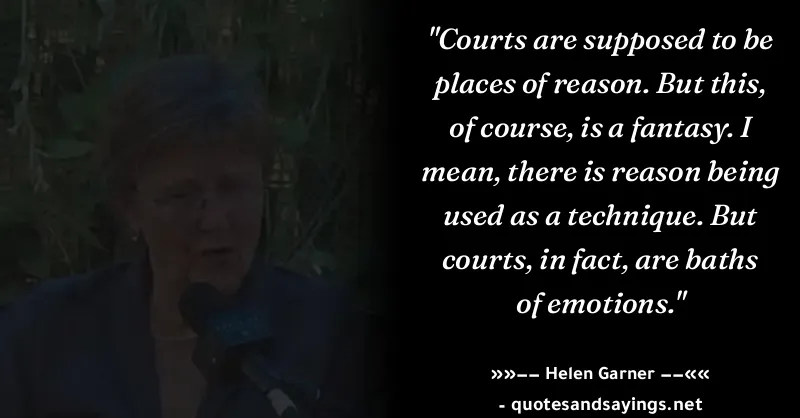 "Courts are supposed to be
places of reason. But this,
of course, is a fantasy. I
mean, there is reason being
used as a technique. But
courts, in fact, are baths
of emotions."
»»–– Helen Garner ––««
- quotesandsayings.net